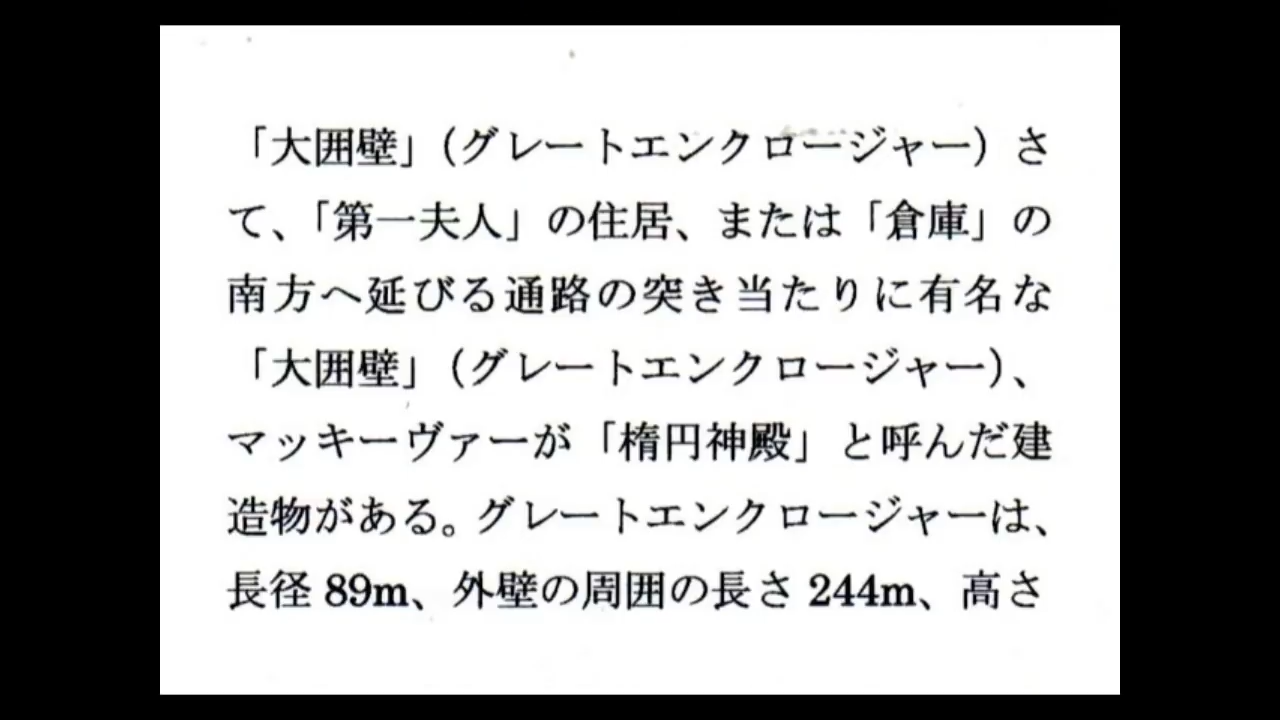 「大囲壁」(グレートエンクロージャー) さ
て、「第一夫人」の住居、または「倉庫」の
南方へ延びる通路の突き当たりに有名な
「大囲壁」(グレートエンクロージャー)、
マッキーヴァーが「楕円神殿」と呼んだ建
造物がある。グレートエンクロージャーは、
長径 89m、外壁の周囲の長さ 244m、高さ